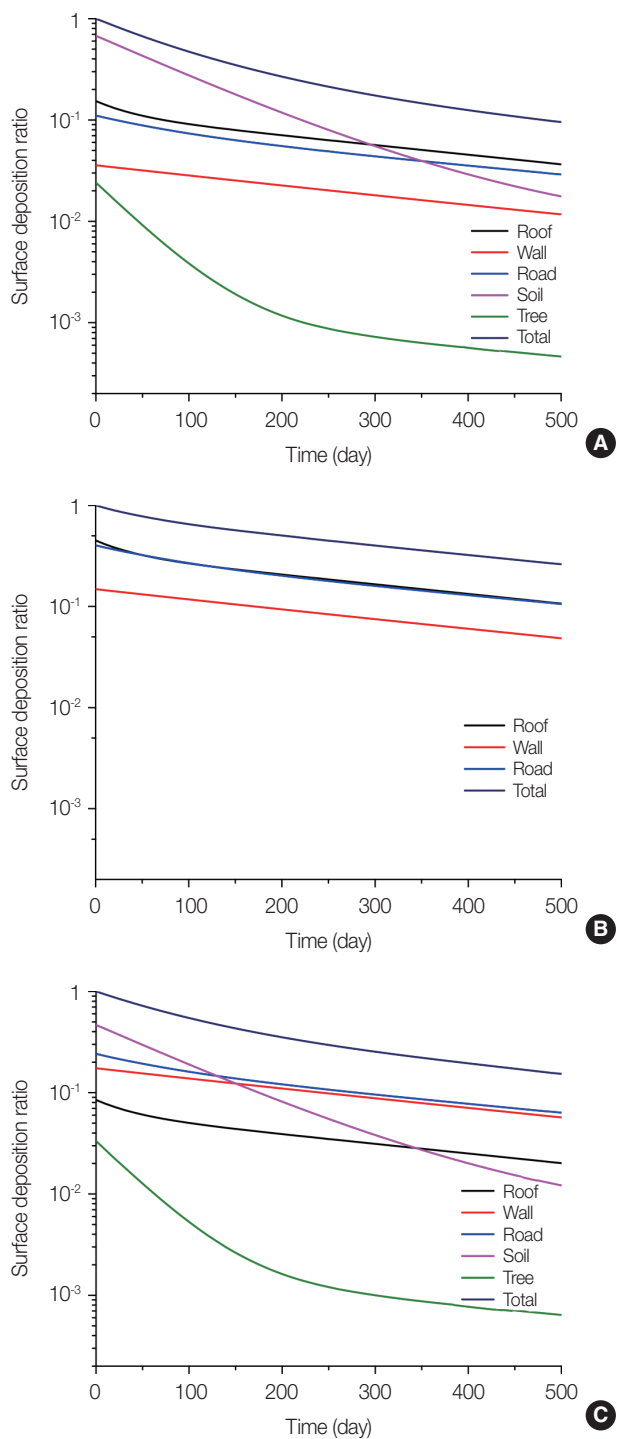 1
10-1
10-2
10-3
Surface deposition ratio
Roof
Wall
Road
Soil
Tree
Total
0 100 200 300 400 500
Time (day)
A
1
10-1
10-2
10-3
Surface deposition ratio
Roof
Wall
Road
Total
0 100 200 300 400 500
Time (day)
B
1
10-1
10-2
10-3
Surface deposition ratio
Roof
Wall
Road
Soil
Tree
Total
0 100 200 300 400 500
Time (day)
C